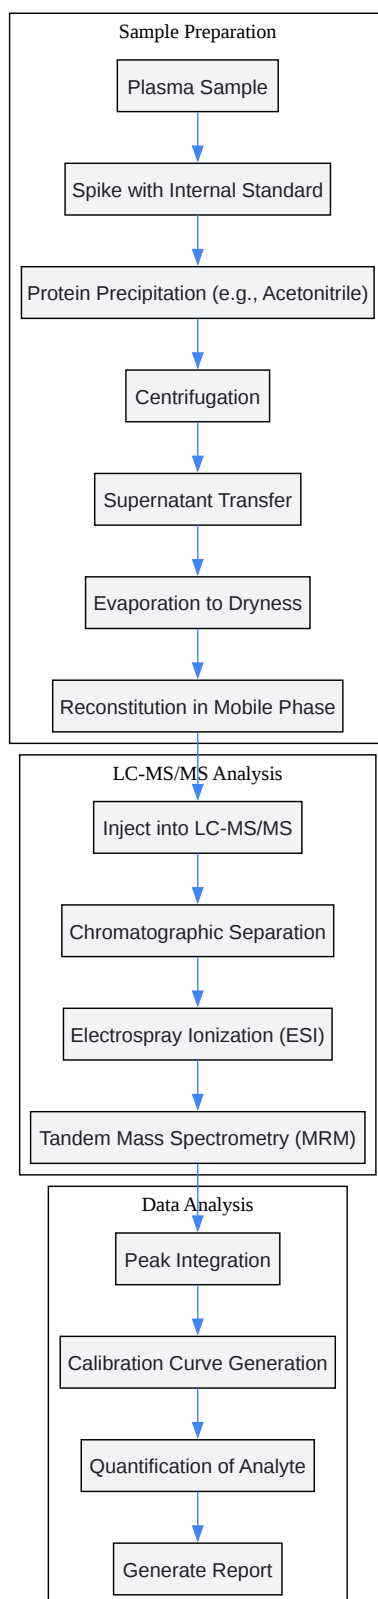 Sample Preparation
Plasma Sample
Spike with Internal Standard
Protein Precipitation (e.g., Acetonitrile)
Centrifugation
Supernatant Transfer
Evaporation to Dryness
Reconstitution in Mobile Phase
LC-MS/MS Analysis
Inject into LC-MS/MS
Chromatographic Separation
Electrospray Ionization (ESI)
Tandem Mass Spectrometry (MRM)
Data Analysis
Peak Integration
Calibration Curve Generation
Quantification of Analyte
Generate Report